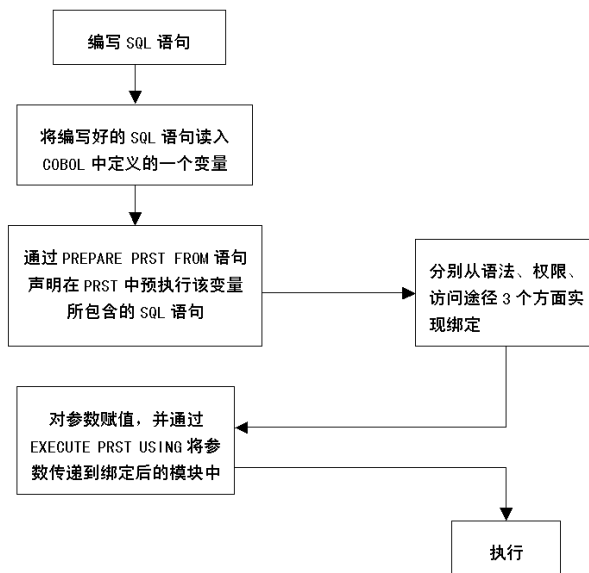 编写 SQL 语句
将编写好的 SQL 语句读入
COBOL 中定义的一个变量
通过 PREPARE PRST FROM 语句
声明在 PRST 中预执行该变量
所包含的 SQL 语句
分别从语法、权限、
访问途径 3 个方面实
现绑定
对参数赋值，并通过
EXECUTE PRST USING 将参
数传递到绑定后的模块中
执行